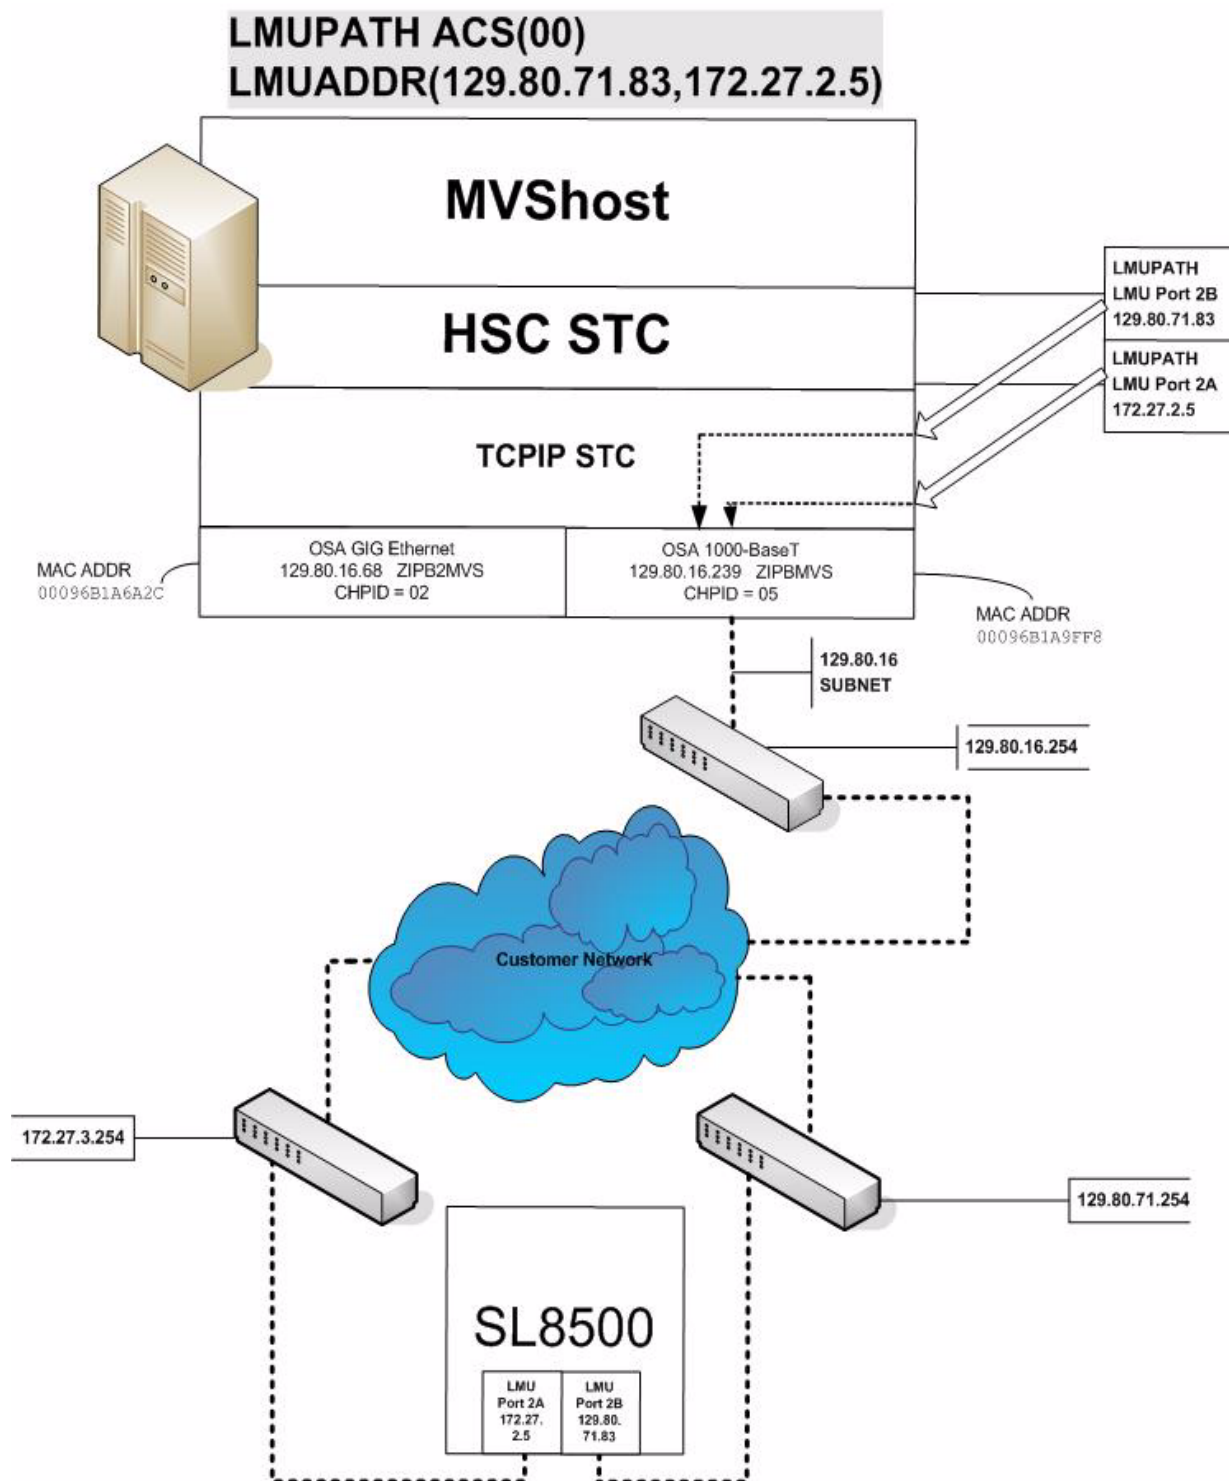 LMUPATH ACS(00)
LMUADDR(129.80.71.83,172.27.2.5)
MVShost
HSC STC
TCPIP STC
LMUPATH
LMU Port 2B
129.80.71.83
LMUPATH
LMU Port 2A
172.27.2.5
OSA GIG Ethernet
129.80.16.68 ZIPB2MVS
CHPID = 02
OSA 1000-BaseT
129.80.16.239 ZIPBMVS
CHPID = 05
MAC ADDR
00096B1A6A2C
MAC ADDR
00096B1A9FF8
129.80.16
SUBNET
129.80.16.254
Customer Network
172.27.3.254
129.80.71.254
SL8500
LMU
Port 2A
172.27.
2.5
LMU
Port 2B
129.80.
71.83